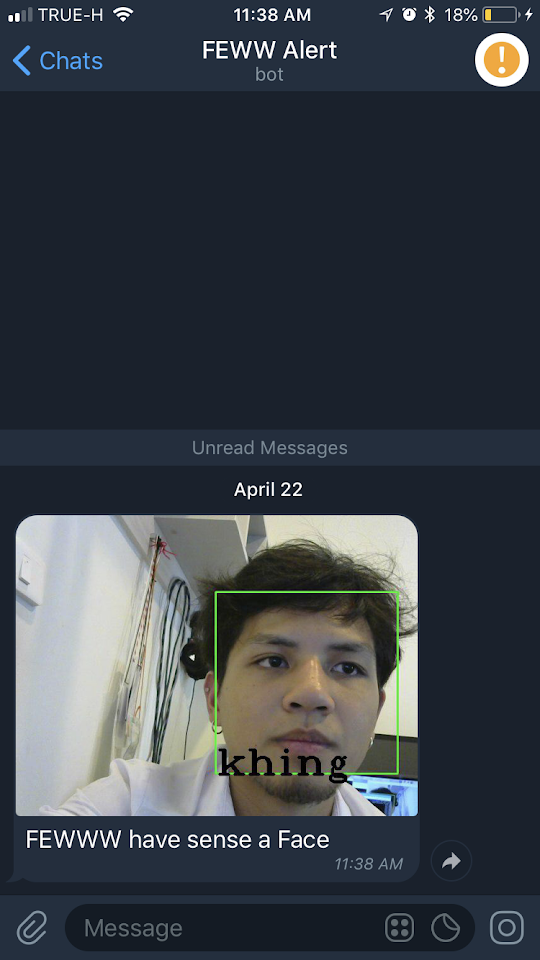 TRUE-H
11:38 AM
18%
Chats
FEWW Alert
bot
Unread Messages
April 22
khing
FEWWW have sense a Face
11:38 AM
Message